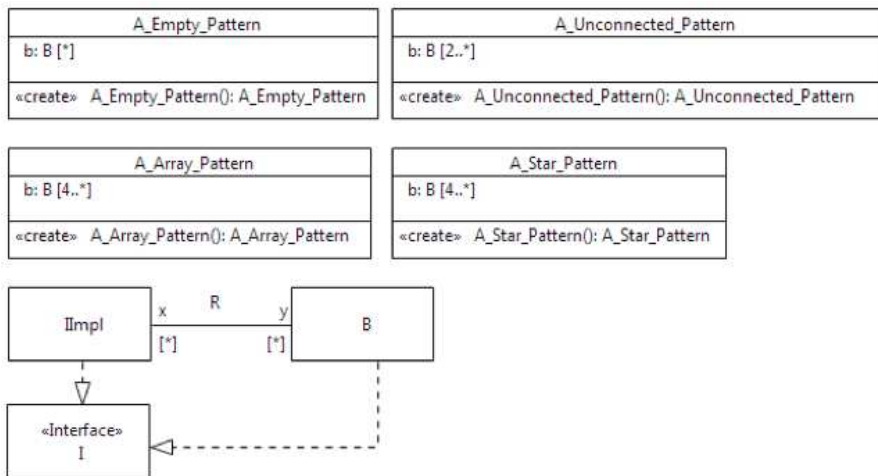 A_Empty_Pattern
b: B [*]
«create» A_Empty_Pattern(): A_Empty_Pattern
A_Unconnected_Pattern
b: B [2..*]
«create» A_Unconnected_Pattern(): A_Unconnected_Pattern
A_Array_Pattern
b: B [4..*]
«create» A_Array_Pattern(): A_Array_Pattern
A_Star_Pattern
b: B [4..*]
«create» A_Star_Pattern(): A_Star_Pattern
IImpl
x R y
[*] [*]
B
«Interface»
I